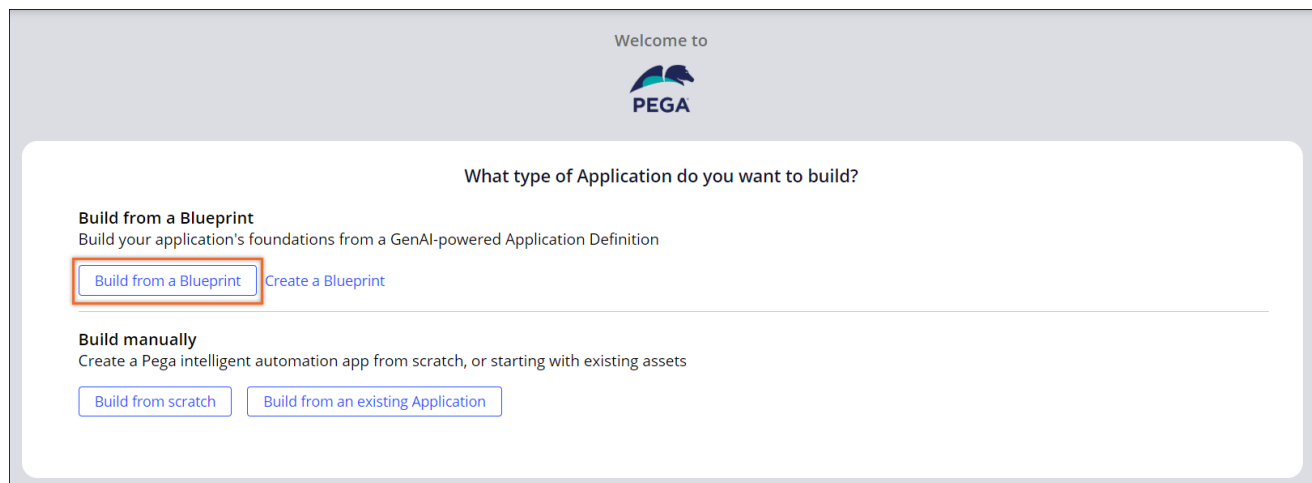 Welcome to
PEGA
What type of Application do you want to build?
Build from a Blueprint
Build your application's foundations from a GenAI-powered Application Definition
Build from a Blueprint Create a Blueprint
Build manually
Create a Pega intelligent automation app from scratch, or starting with existing assets
Build from scratch Build from an existing Application